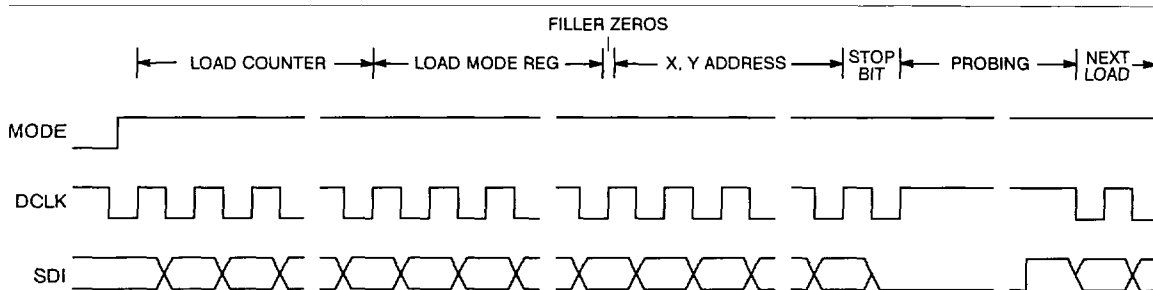 FILLER ZEROS
LOAD COUNTER
LOAD MODE REG
X, Y ADDRESS
STOP
BIT
PROBING
NEXT
LOAD
MODE
DCLK
SDI